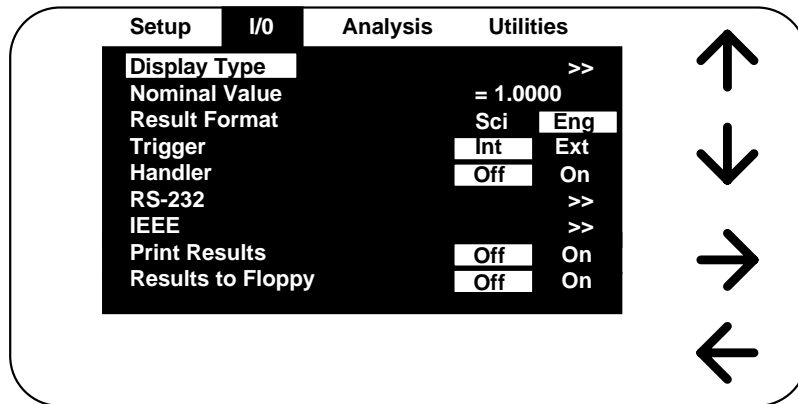 Setup I/0 Analysis Utilities
Display Type >>
Nominal Value = 1.0000
Result Format Sci Eng
Trigger Int Ext
Handler Off On
RS-232 >>
IEEE >>
Print Results Off On
Results to Floppy Off On